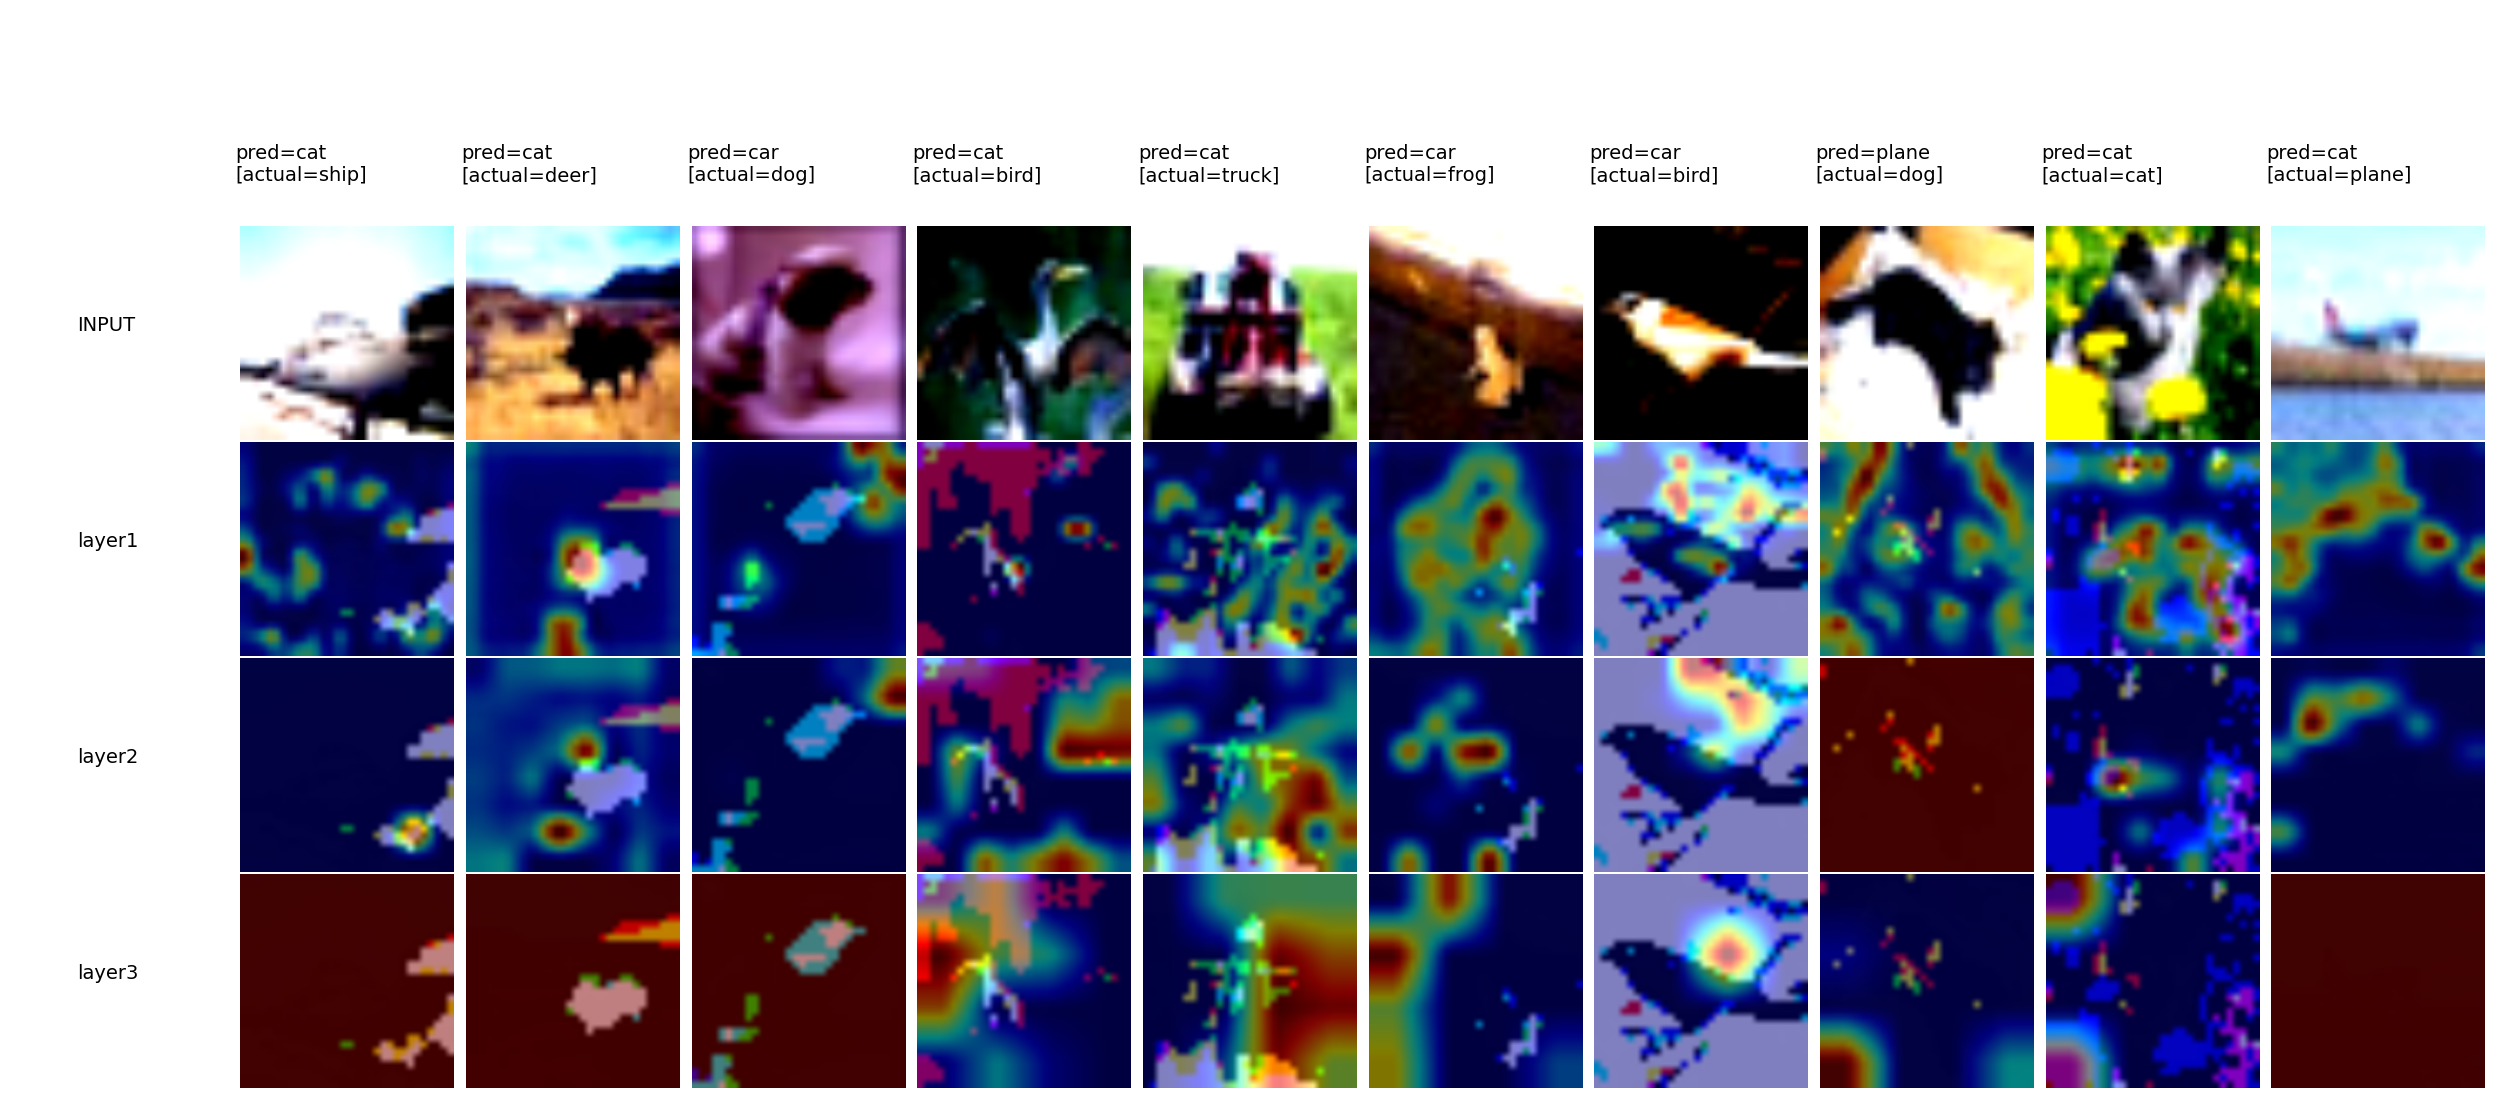 pred=cat
[actual=ship]
pred=cat
[actual=deer]
pred=car
[actual=dog]
pred=cat
[actual=bird]
pred=cat
[actual=truck]
pred=car
[actual=frog]
pred=car
[actual=bird]
pred=plane
[actual=dog]
pred=cat
[actual=cat]
pred=cat
[actual=plane]
INPUT
layer1
layer2
layer3